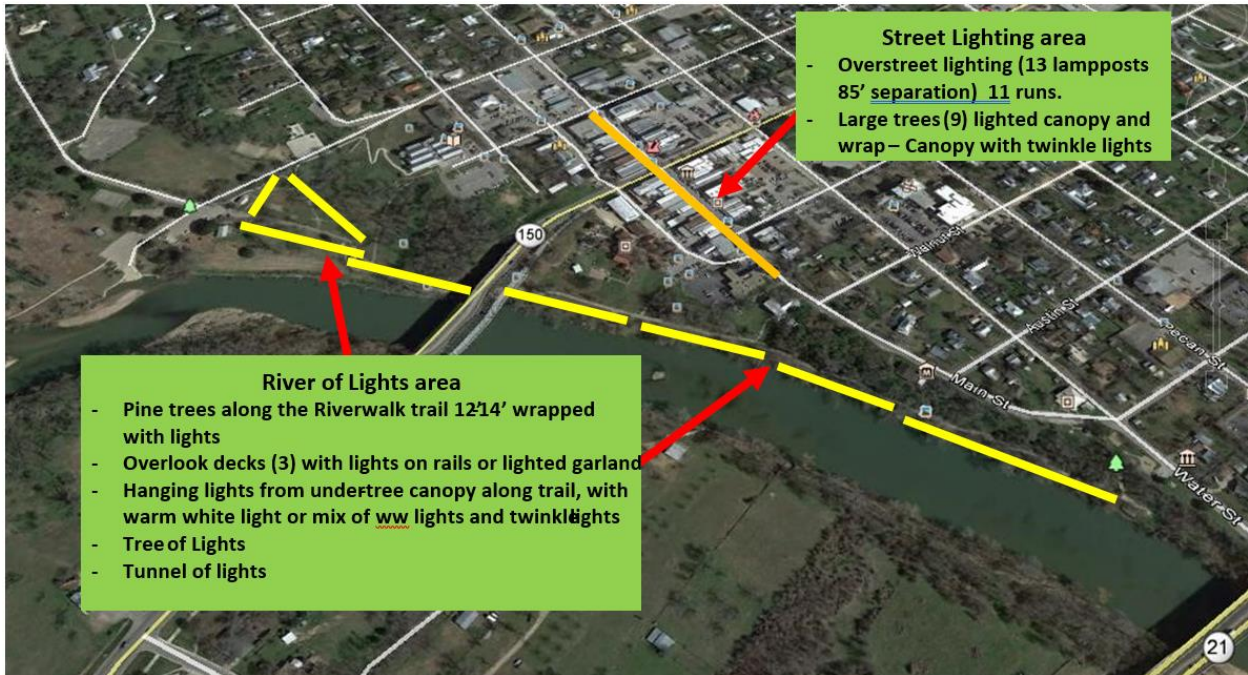 Street Lighting area
- Overstreet lighting (13 lampposts
85’ separation) 11 runs.
- Large trees (9) lighted canopy and
wrap – Canopy with twinkle lights
150
Walnut St
Austin St
Pecan St
Main St
Water St
21
River of Lights area
- Pine trees along the Riverwalk trail 12’14’ wrapped
with lights
- Overlook decks (3) with lights on rails or lighted garland
- Hanging lights from under-tree canopy along trail, with
warm white light or mix of ww lights and twinkle lights
- Tree of Lights
- Tunnel of lights